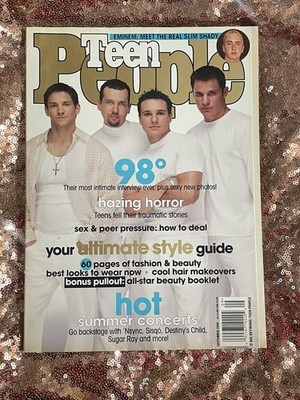 EMINEM: MEET THE REAL SLIM SHADY
Teen
People
98°
Their most intimate interview ever, plus sexy new photos!
hazing horror
Teens tell their traumatic stories
sex & peer pressure: how to deal
your ultimate style guide
60 pages of fashion & beauty
best looks to wear now • cool hair makeovers
bonus pullout: all-star beauty booklet
hot
summer concerts
Go backstage with 'Nsync, Sisqó, Destiny's Child,
Sugar Ray and more!